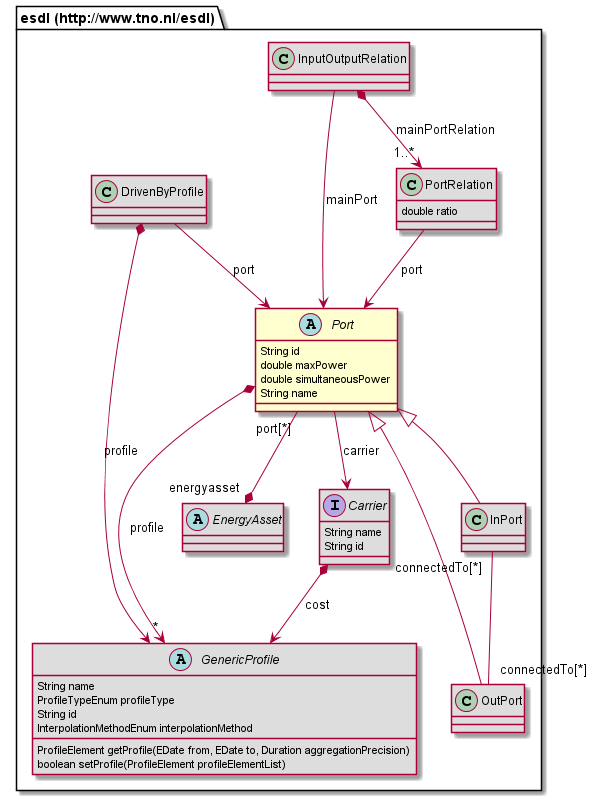 esdl (http://www.tno.nl/esdl)
C InputOutputRelation
mainPortRelation
1..*
C DrivenByProfile
C PortRelation
double ratio
mainPort
port
port
A Port
String id
double maxPower
double simultaneousPower
String name
port[*]
carrier
profile
energyasset
A EnergyAsset
I Carrier
String name
String id
C InPort
profile
connectedTo[*]
cost
*
A GenericProfile
String name
ProfileTypeEnum profileType
String id
InterpolationMethodEnum interpolationMethod
ProfileElement getProfile(EDate from, EDate to, Duration aggregationPrecision)
boolean setProfile(ProfileElement profileElementList)
connectedTo[*]
C OutPort